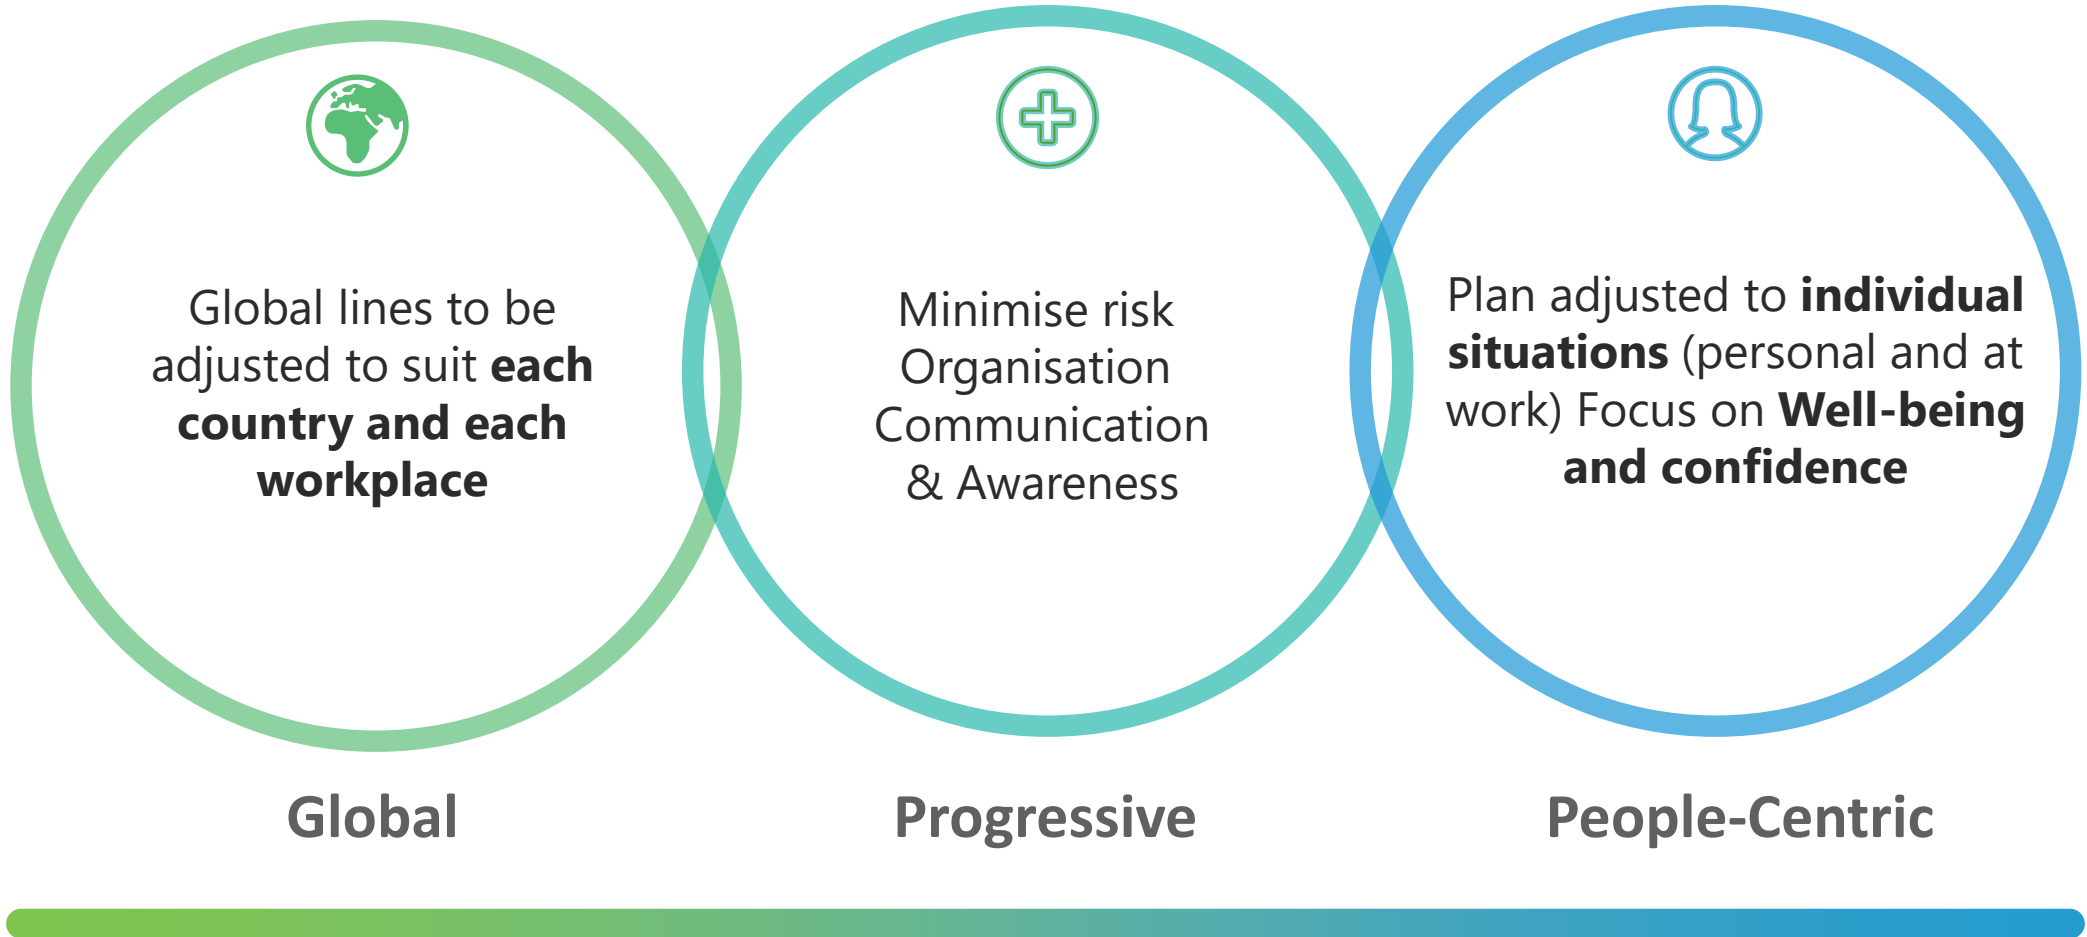 Global lines to be
adjusted to suit each
country and each
workplace
Minimise risk
Organisation
Communication
& Awareness
Plan adjusted to individual
situations (personal and at
work) Focus on Well-being
and confidence
Global
Progressive
People-Centric